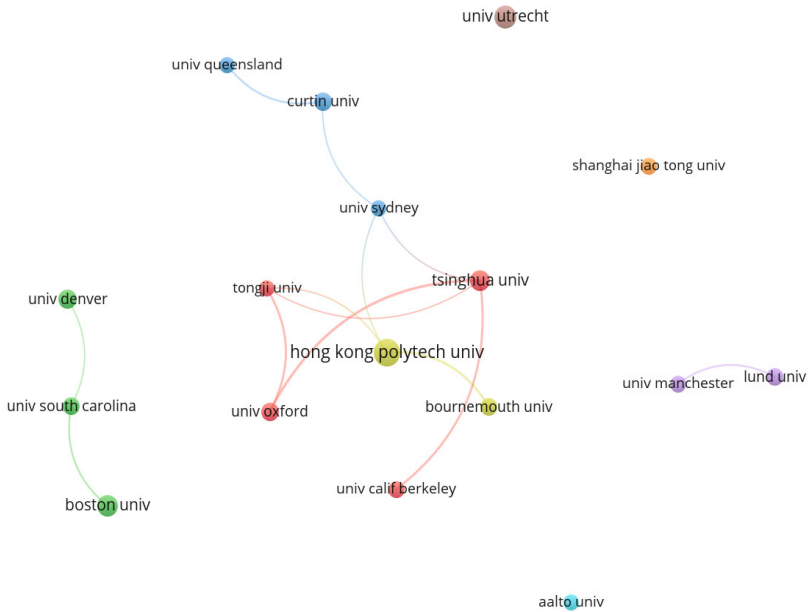 univ utrecht
univ queensland
curtin univ
shanghai jiao tong univ
univ sydney
tongji univ
tsinghua univ
univ denver
hong kong polytech univ
univ manchester
lund univ
univ south carolina
univ oxford
bournemouth univ
univ calif berkeley
boston univ
aalto univ